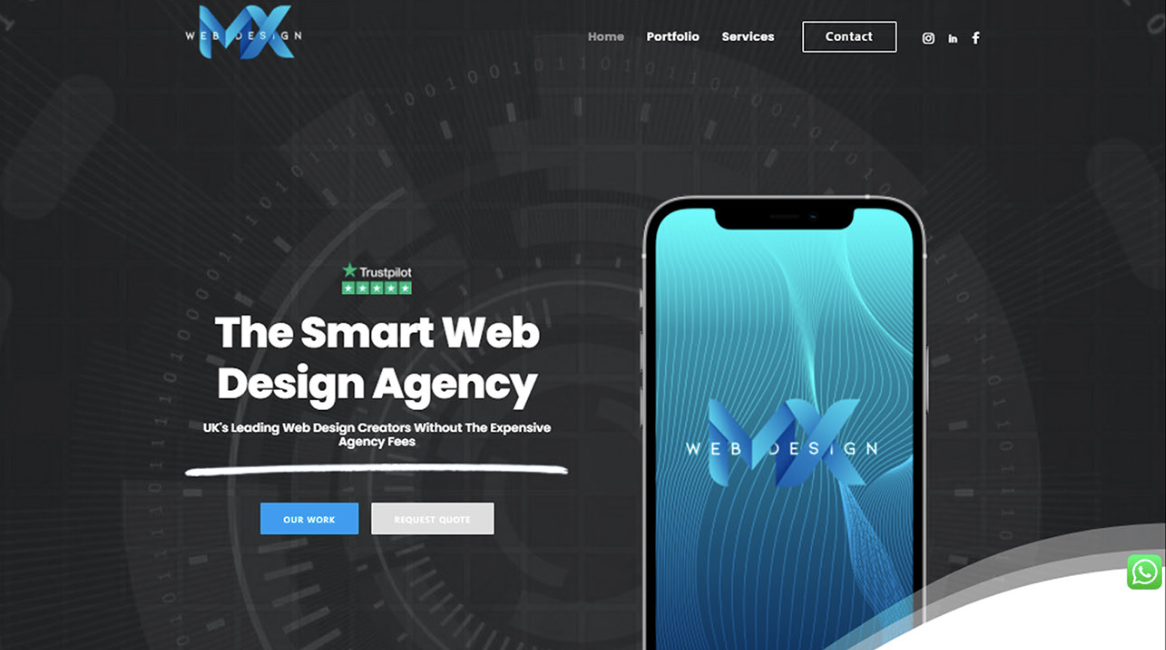 WEB DESIGN
MX
Home
Portfolio
Services
Contact
Trustpilot
The Smart Web
Design Agency
UK's Leading Web Design Creators Without The Expensive
Agency Fees
OUR WORK
REQUEST QUOTE
MX
WEB DESIGN